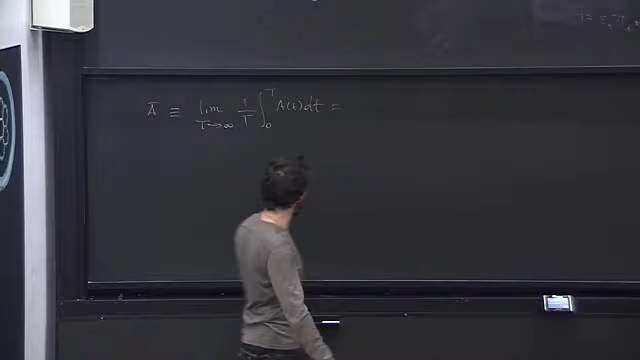 Ā ≡ lim_{T→∞} 1/T ∫_0^T A(t) dt =